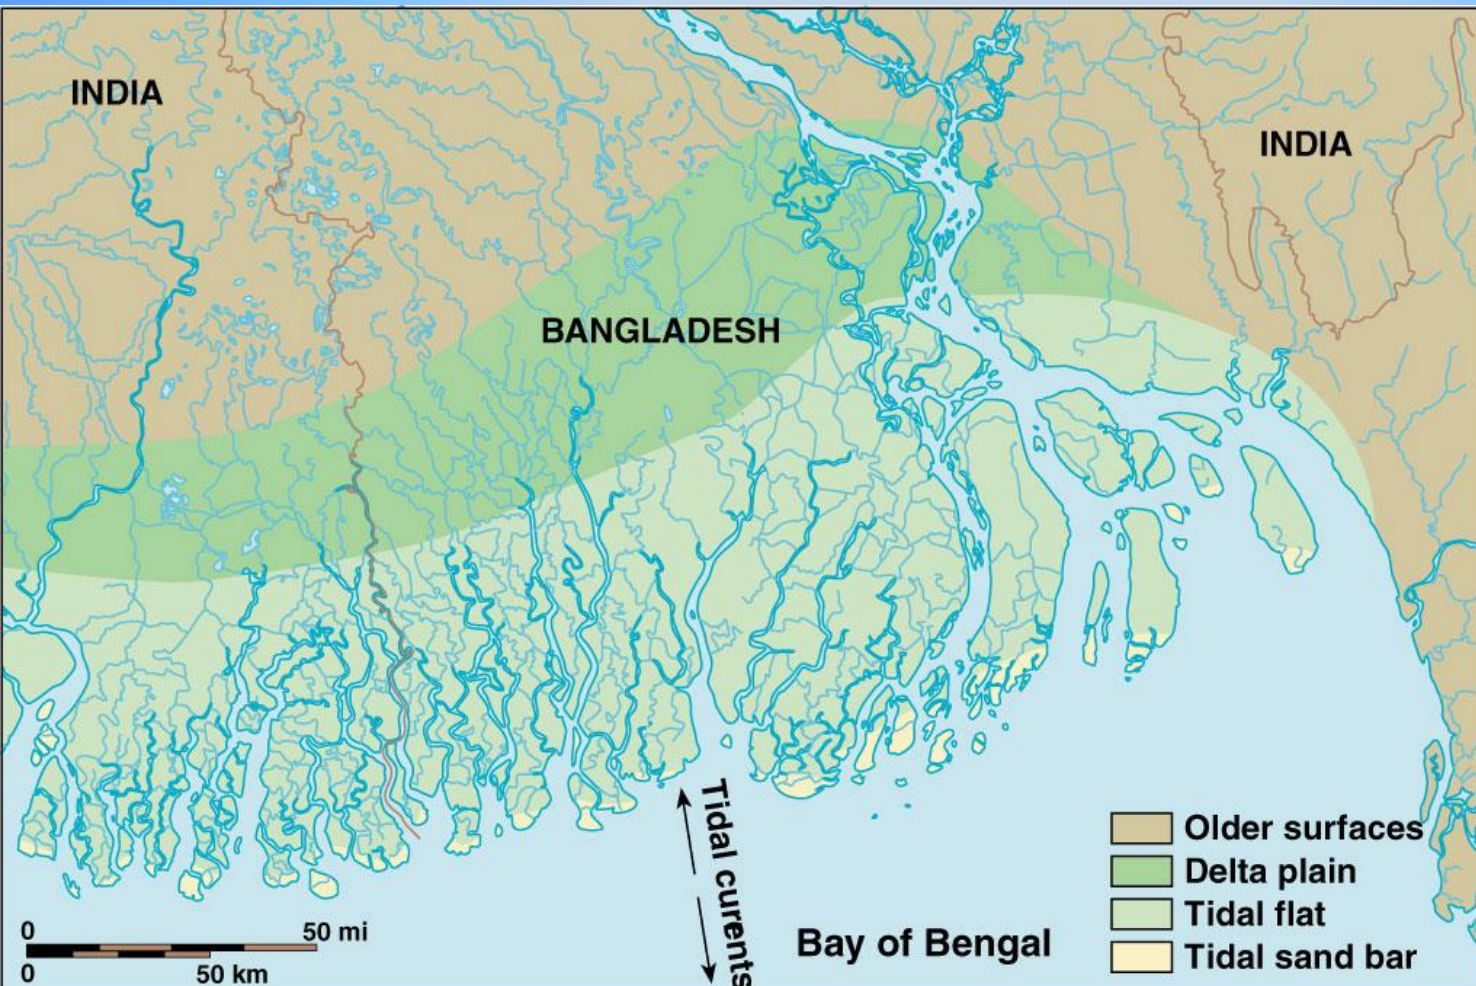 INDIA
INDIA
BANGLADESH
Tidal curents
Bay of Bengal
Older surfaces
Delta plain
Tidal flat
Tidal sand bar
0 50 mi
0 50 km